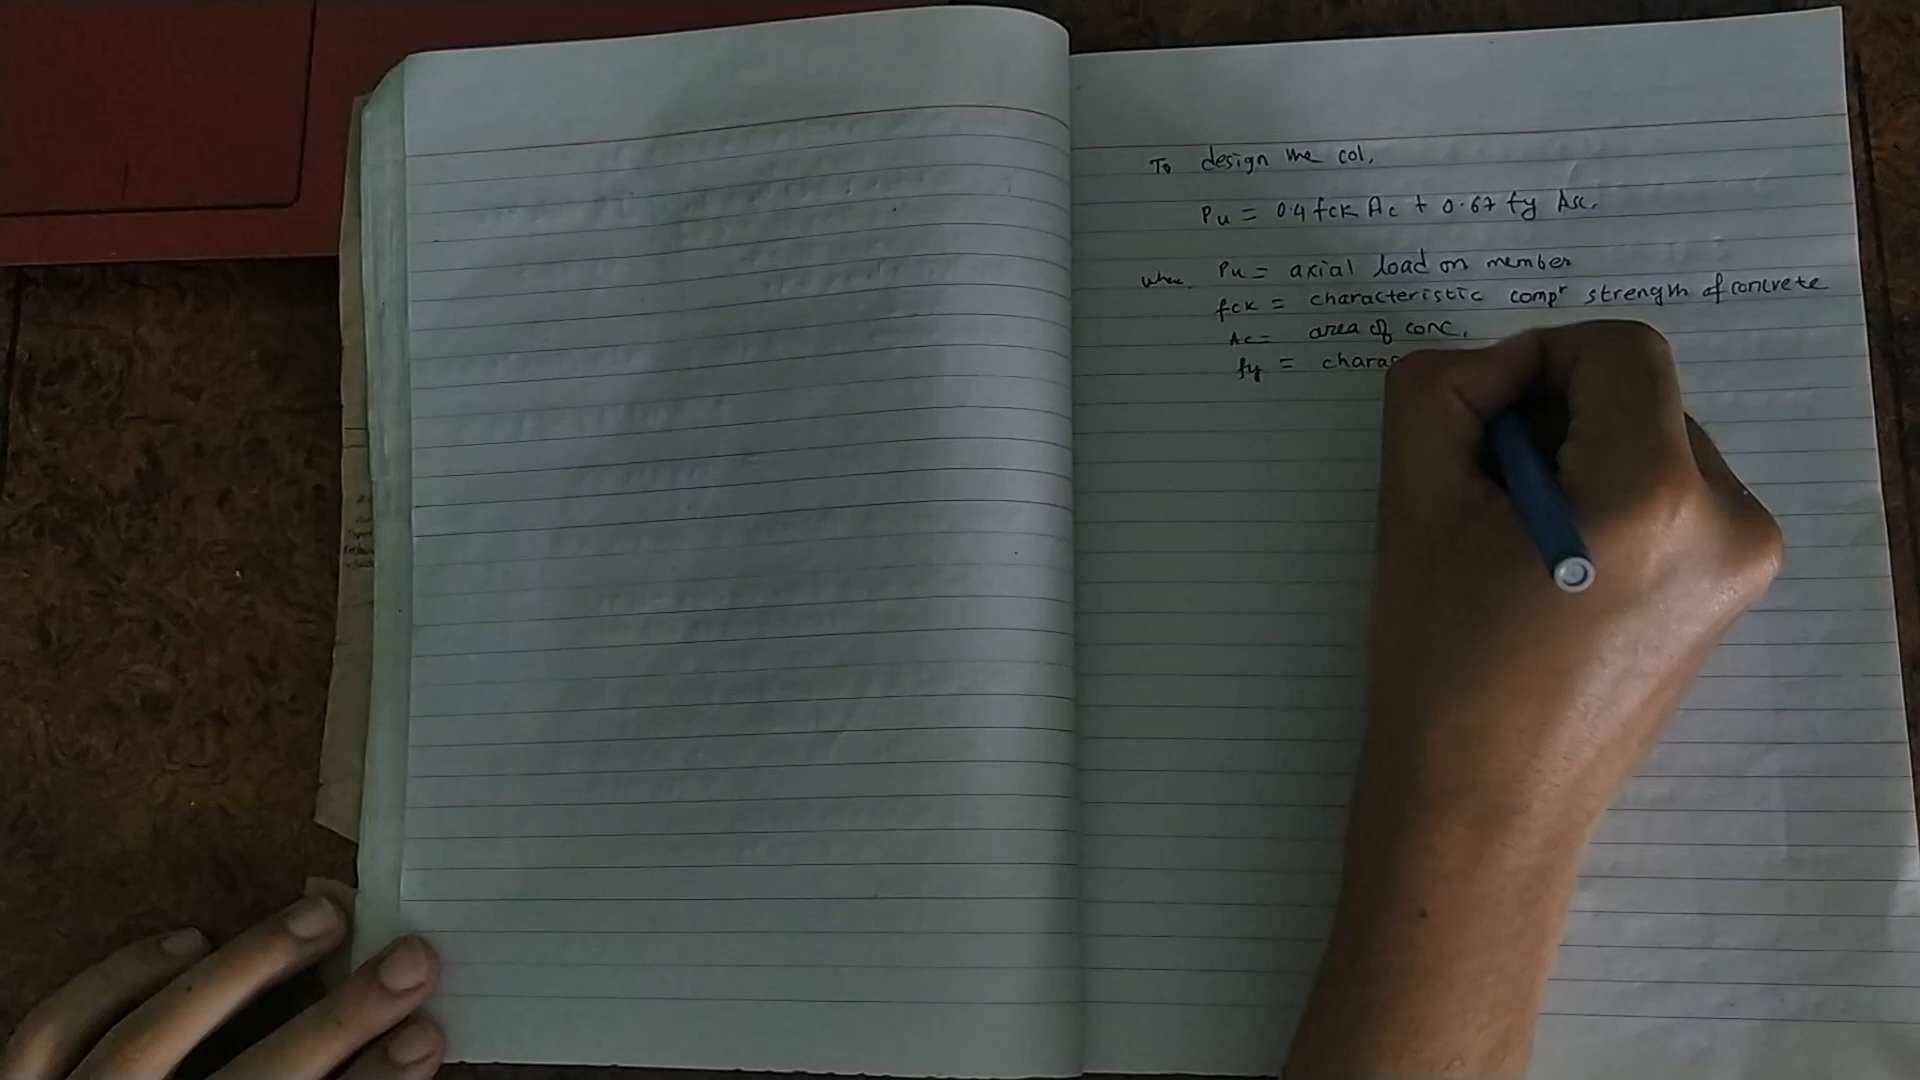 To design the col,
Pu = 0.4 fck Ac + 0.67 fy Asc.
where, Pu = axial load on member
fck = characteristic compr strength of concrete
Ac = area of conc.
fy = charac